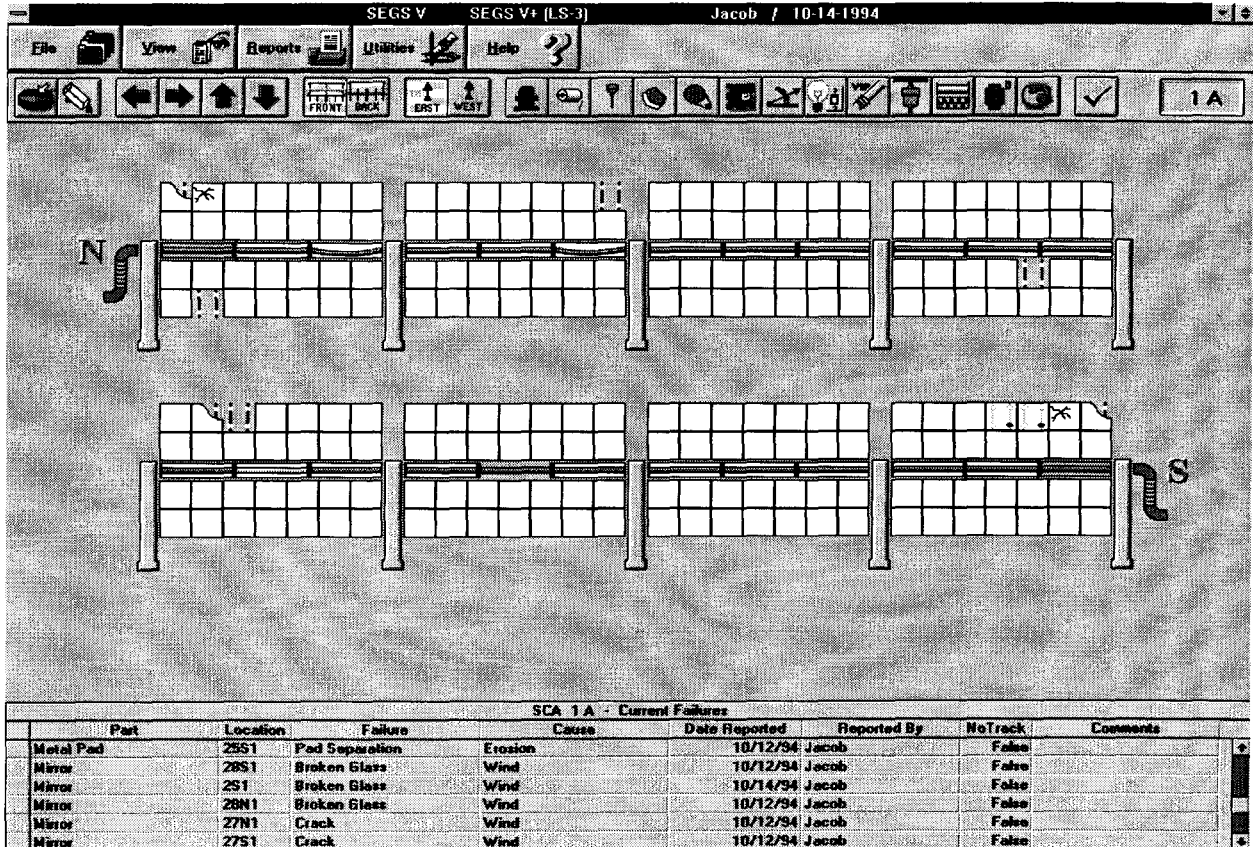 SEGS V SEGS V+ (LS-3) Jacob / 10-14-1994
File View Reports Utilities Help
FRONT BACK EAST WEST 1 A
N
S
SCA 1 A - Current Failures
Part Location Failure Cause Date Reported Reported By NoTrack Comments
Metal Pad 25S1 Pad Separation Erosion 10/12/94 Jacob False
Mirror 28S1 Broken Glass Wind 10/12/94 Jacob False
Mirror 2S1 Broken Glass Wind 10/14/94 Jacob False
Mirror 28N1 Broken Glass Wind 10/12/94 Jacob False
Mirror 27N1 Crack Wind 10/12/94 Jacob False
Mirror 27S1 Crack Wind 10/12/94 Jacob False